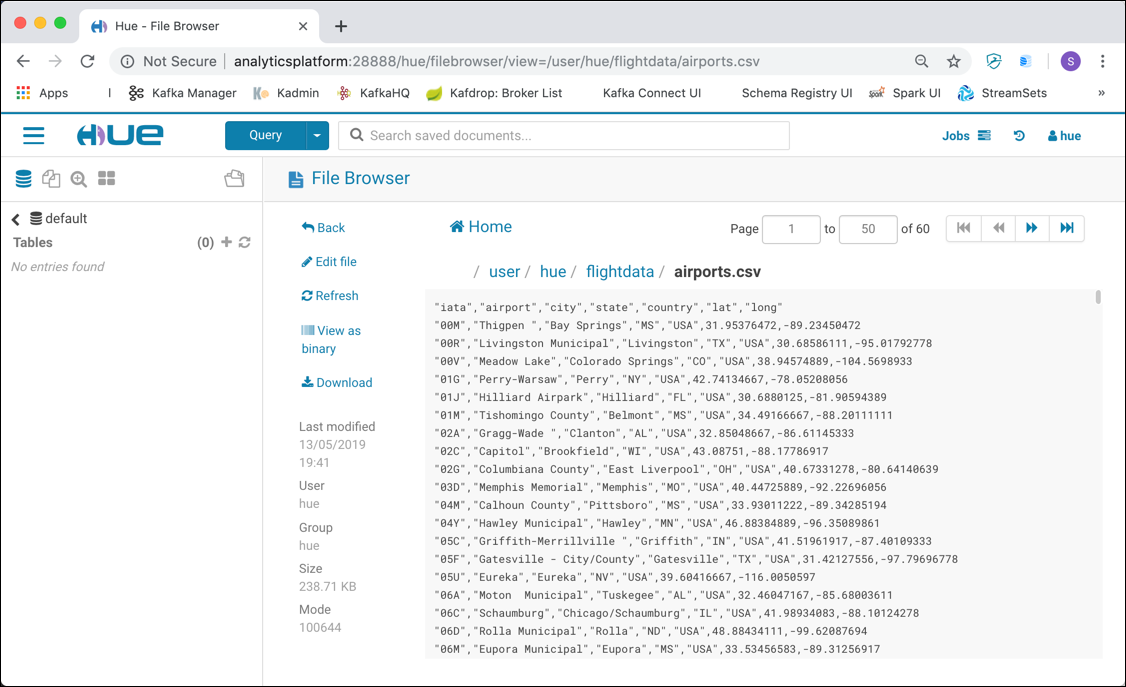 Hue - File Browser
Not Secure | analyticsplatform:28888/hue/filebrowser/view=/user/hue/flightdata/airports.csv
S
Apps Kafka Manager Kadmin KafkaHQ Kafdrop: Broker List Kafka Connect UI Schema Registry UI Spark UI StreamSets »
HUE Query Search saved documents... Jobs hue
File Browser
default
Tables (0)
No entries found
Back
Edit file
Refresh
View as
binary
Download
Last modified
13/05/2019
19:41
User
hue
Group
hue
Size
238.71 KB
Mode
100644
Home Page 1 to 50 of 60
/ user / hue / flightdata / airports.csv
"iata","airport","city","state","country","lat","long"
"00M","Thigpen ","Bay Springs","MS","USA",31.95376472,-89.23450472
"00R","Livingston Municipal","Livingston","TX","USA",30.68586111,-95.01792778
"00V","Meadow Lake","Colorado Springs","CO","USA",38.94574889,-104.5698933
"01G","Perry-Warsaw","Perry","NY","USA",42.74134667,-78.05208056
"01J","Hilliard Airpark","Hilliard","FL","USA",30.6880125,-81.90594389
"01M","Tishomingo County","Belmont","MS","USA",34.49166667,-88.20111111
"02A","Gragg-Wade ","Clanton","AL","USA",32.85048667,-86.61145333
"02C","Capitol","Brookfield","WI","USA",43.08751,-88.17786917
"02G","Columbiana County","East Liverpool","OH","USA",40.67331278,-80.64140639
"03D","Memphis Memorial","Memphis","MO","USA",40.44725889,-92.22696056
"04M","Calhoun County","Pittsboro","MS","USA",33.93011222,-89.34285194
"04Y","Hawley Municipal","Hawley","MN","USA",46.88384889,-96.35089861
"05C","Griffith-Merrillville ","Griffith","IN","USA",41.51961917,-87.40109333
"05F","Gatesville - City/County","Gatesville","TX","USA",31.42127556,-97.79696778
"05U","Eureka","Eureka","NV","USA",39.60416667,-116.0050597
"06A","Moton  Municipal","Tuskegee","AL","USA",32.46047167,-85.68003611
"06C","Schaumburg","Chicago/Schaumburg","IL","USA",41.98934083,-88.10124278
"06D","Rolla Municipal","Rolla","ND","USA",48.88434111,-99.62087694
"06M","Eupora Municipal","Eupora","MS","USA",33.53456583,-89.31256917